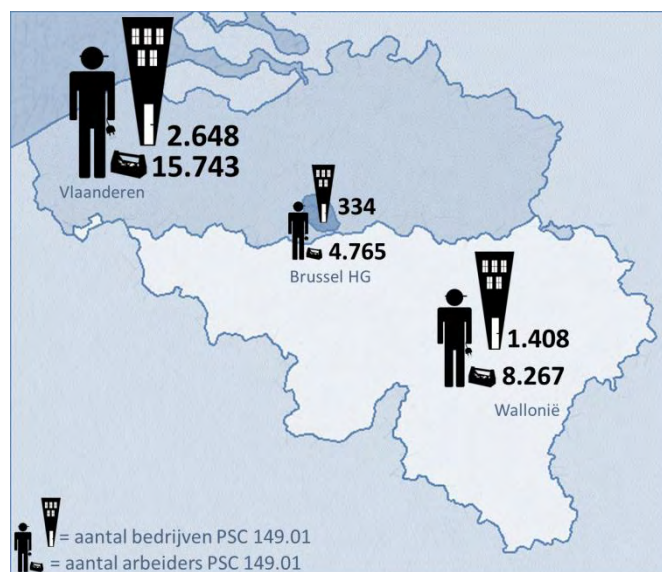 2.648
15.743
Vlaanderen
334
4.765
Brussel HG
1.408
8.267
Wallonië
= aantal bedrijven PSC 149.01
= aantal arbeiders PSC 149.01